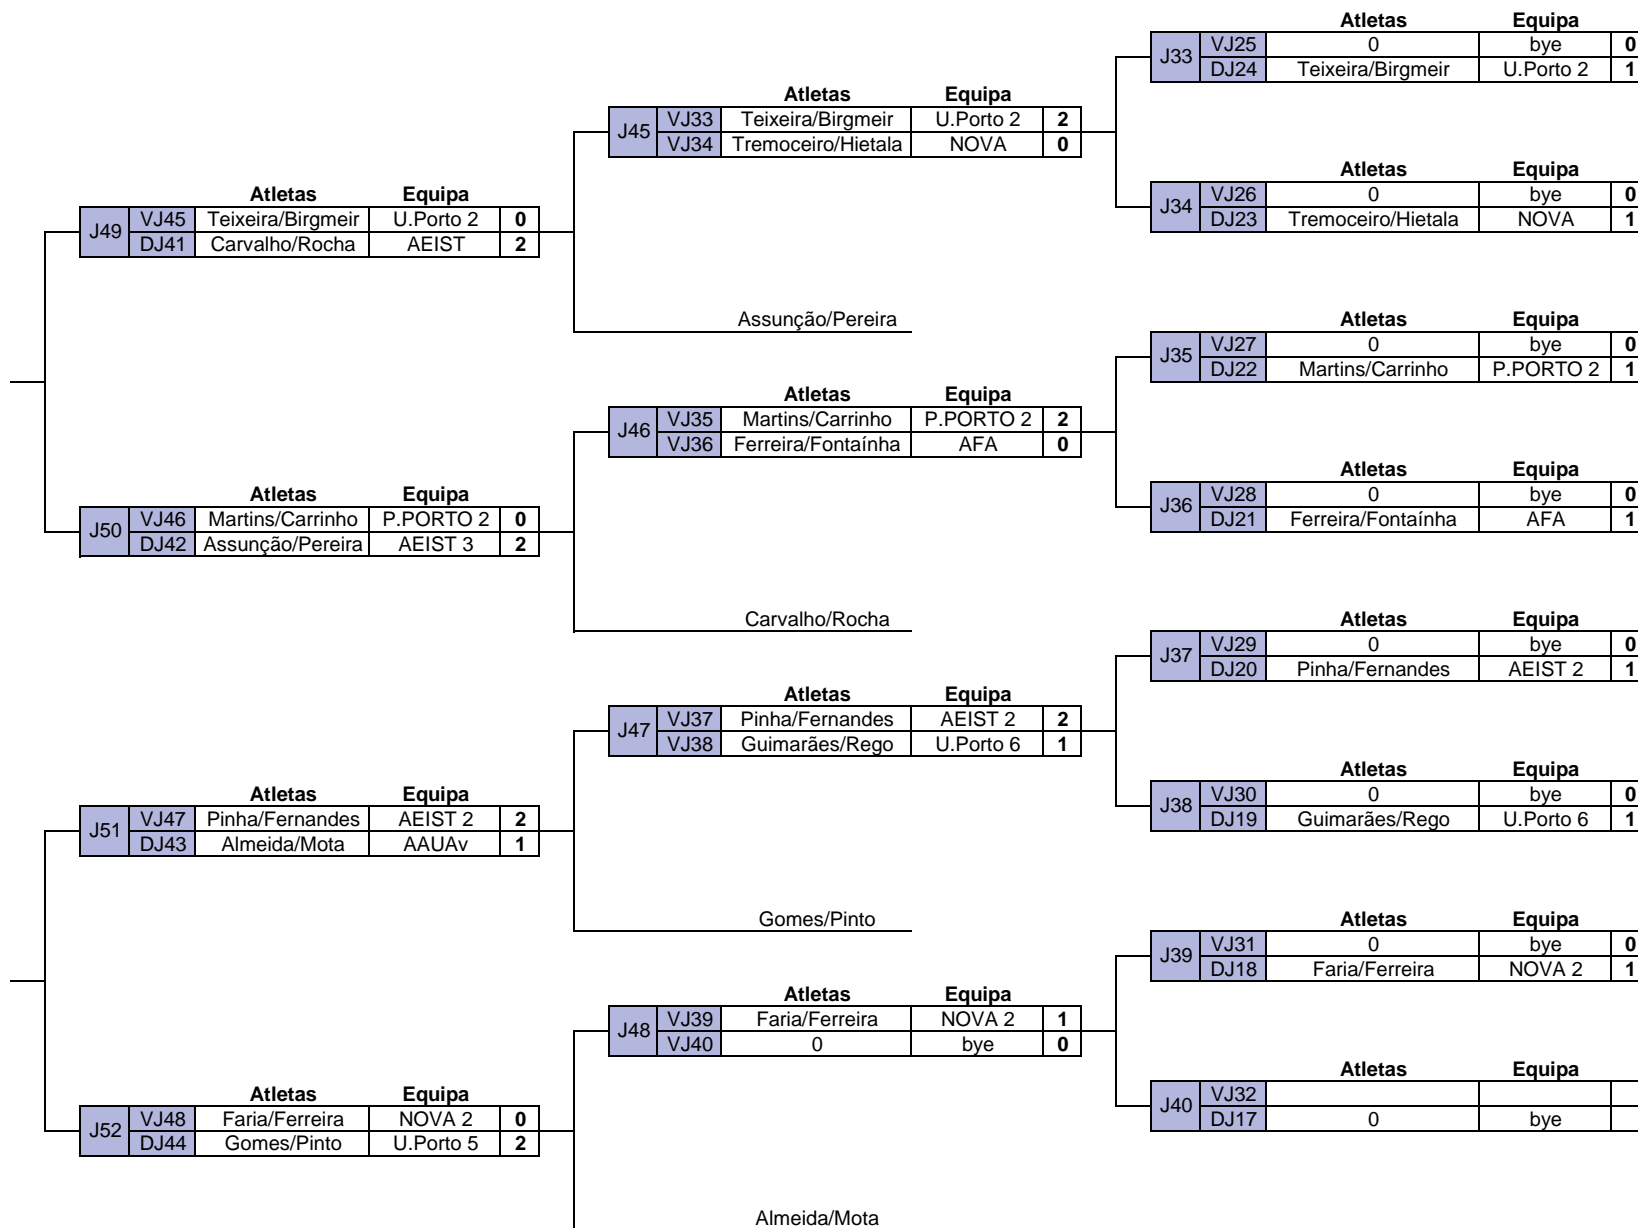 Atletas Equipa
J33 VJ25 0 bye 0
DJ24 Teixeira/Birgmeir U.Porto 2 1
Atletas Equipa
J45 VJ33 Teixeira/Birgmeir U.Porto 2 2
VJ34 Tremoceiro/Hietala NOVA 0
Atletas Equipa
J34 VJ26 0 bye 0
DJ23 Tremoceiro/Hietala NOVA 1
Atletas Equipa
J49 VJ45 Teixeira/Birgmeir U.Porto 2 0
DJ41 Carvalho/Rocha AEIST 2
Assunção/Pereira
Atletas Equipa
J35 VJ27 0 bye 0
DJ22 Martins/Carrinho P.PORTO 2 1
Atletas Equipa
J46 VJ35 Martins/Carrinho P.PORTO 2 2
VJ36 Ferreira/Fontaínha AFA 0
Atletas Equipa
J36 VJ28 0 bye 0
DJ21 Ferreira/Fontaínha AFA 1
Atletas Equipa
J50 VJ46 Martins/Carrinho P.PORTO 2 0
DJ42 Assunção/Pereira AEIST 3 2
Carvalho/Rocha
Atletas Equipa
J37 VJ29 0 bye 0
DJ20 Pinha/Fernandes AEIST 2 1
Atletas Equipa
J47 VJ37 Pinha/Fernandes AEIST 2 2
VJ38 Guimarães/Rego U.Porto 6 1
Atletas Equipa
J38 VJ30 0 bye 0
DJ19 Guimarães/Rego U.Porto 6 1
Atletas Equipa
J51 VJ47 Pinha/Fernandes AEIST 2 2
DJ43 Almeida/Mota AAUAv 1
Gomes/Pinto
Atletas Equipa
J39 VJ31 0 bye 0
DJ18 Faria/Ferreira NOVA 2 1
Atletas Equipa
J48 VJ39 Faria/Ferreira NOVA 2 1
VJ40 0 bye 0
Atletas Equipa
J40 VJ32
DJ17 0 bye
Atletas Equipa
J52 VJ48 Faria/Ferreira NOVA 2 0
DJ44 Gomes/Pinto U.Porto 5 2
Almeida/Mota